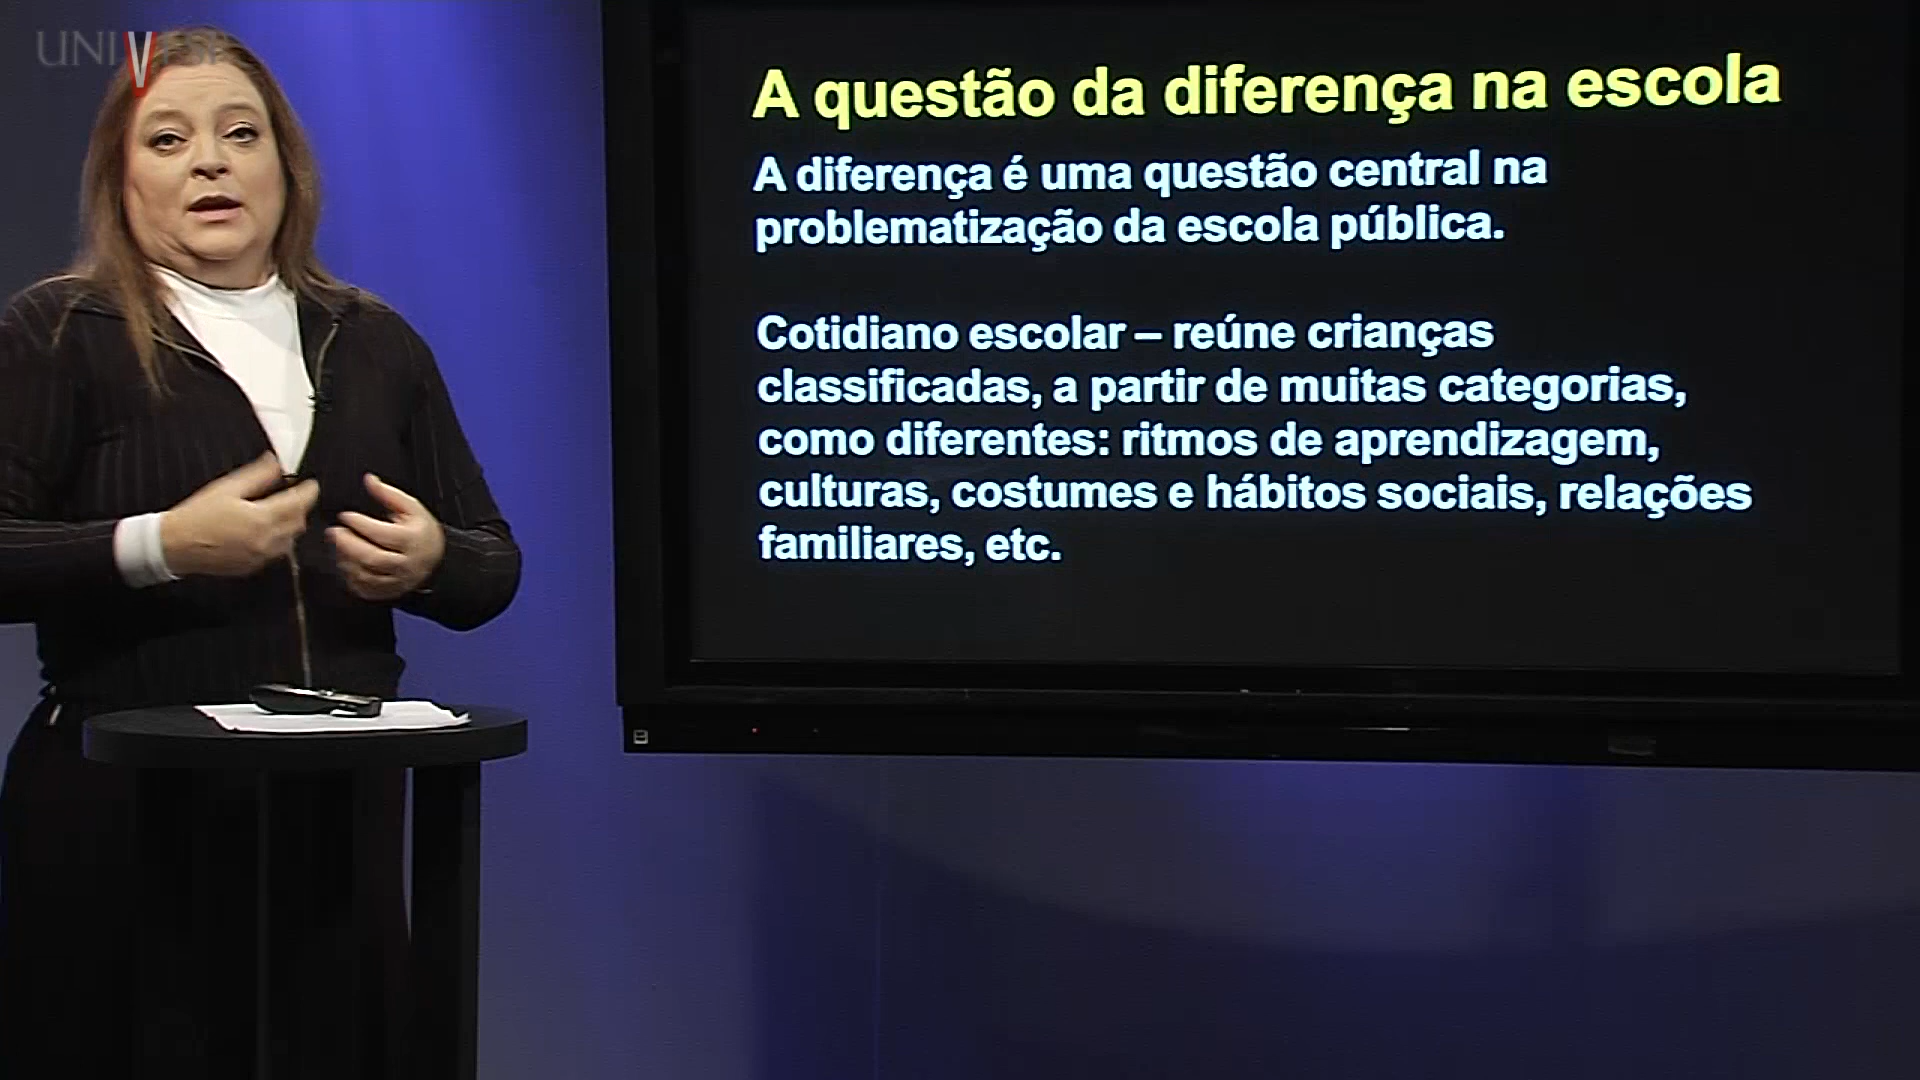 UNIVESP
A questão da diferença na escola
A diferença é uma questão central na
problematização da escola pública.
Cotidiano escolar – reúne crianças
classificadas, a partir de muitas categorias,
como diferentes: ritmos de aprendizagem,
culturas, costumes e hábitos sociais, relações
familiares, etc.